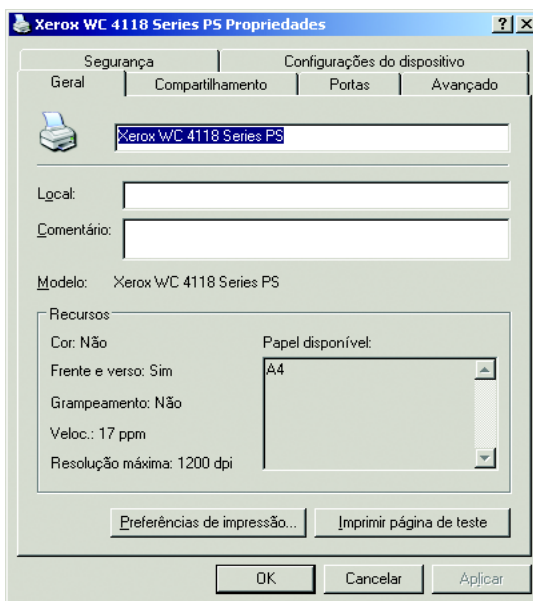 Xerox WC 4118 Series PS Propriedades
Segurança
Configurações do dispositivo
Geral
Compartilhamento
Portas
Avançado
Xerox WC 4118 Series PS
Local:
Comentário:
Modelo: Xerox WC 4118 Series PS
Recursos
Cor: Não
Papel disponível:
Frente e verso: Sim
A4
Grampeamento: Não
Veloc.: 17 ppm
Resolução máxima: 1200 dpi
Preferências de impressão...
Imprimir página de teste
OK
Cancelar
Aplicar